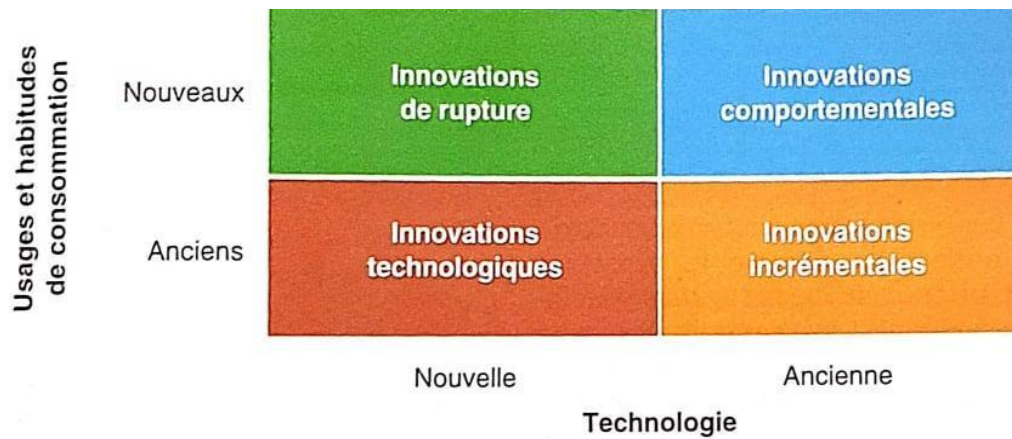 Usages et habitudes
de consommation
Nouveaux
Innovations
de rupture
Innovations
comportementales
Anciens
Innovations
technologiques
Innovations
incrémentales
Nouvelle
Ancienne
Technologie